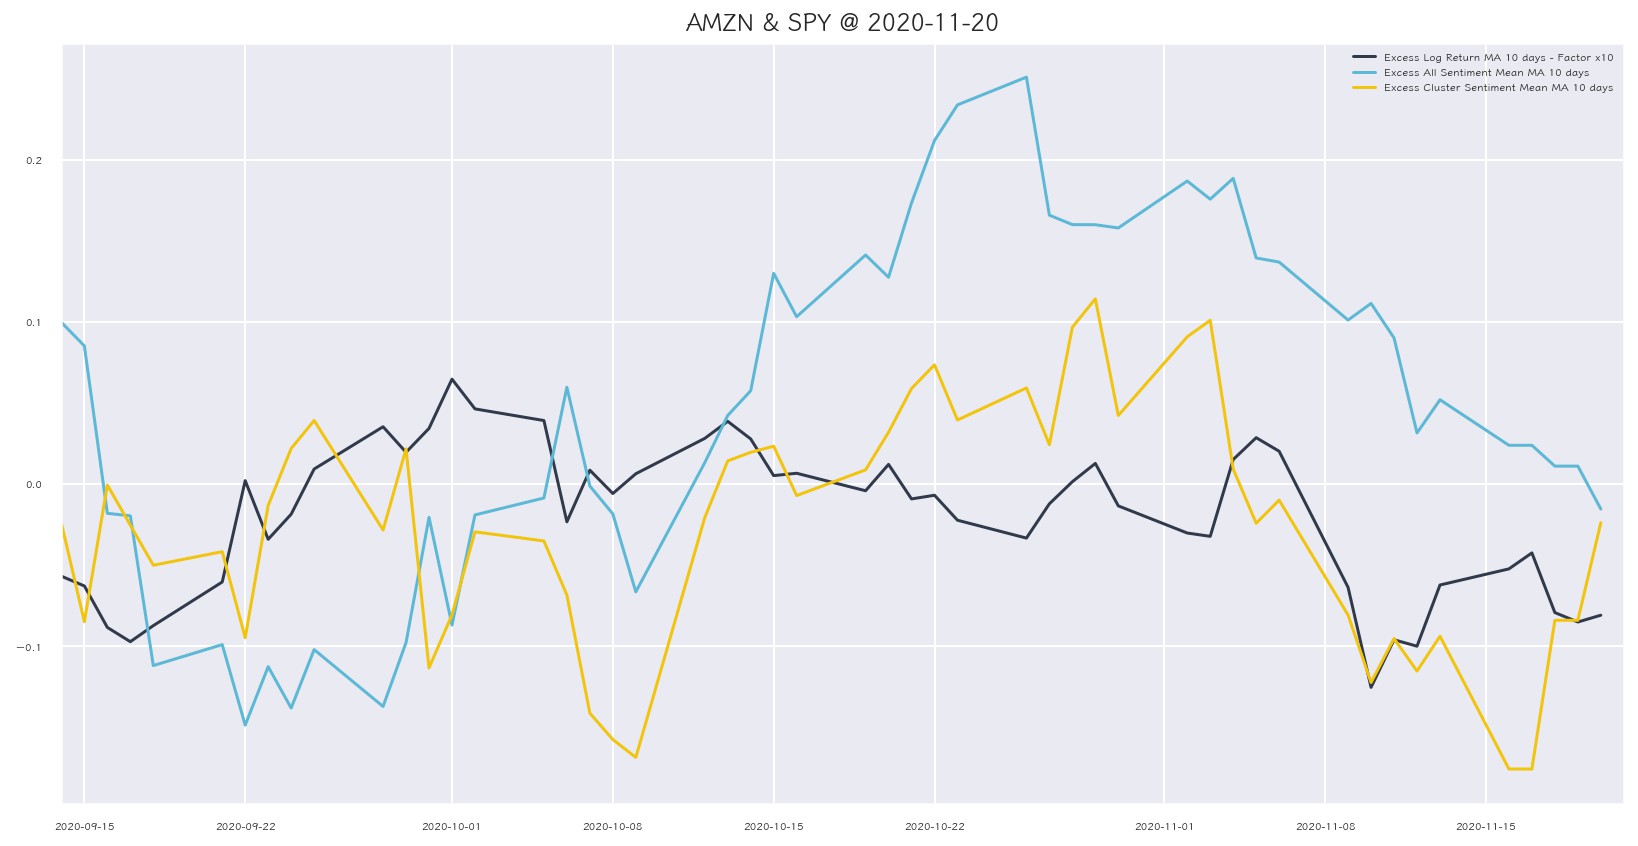 AMZN & SPY @ 2020-11-20
Excess Log Return MA 10 days - Factor x10
Excess All Sentiment Mean MA 10 days
Excess Cluster Sentiment Mean MA 10 days
0.2
0.1
0.0
−0.1
2020-09-15 2020-09-22 2020-10-01 2020-10-08 2020-10-15 2020-10-22 2020-11-01 2020-11-08 2020-11-15